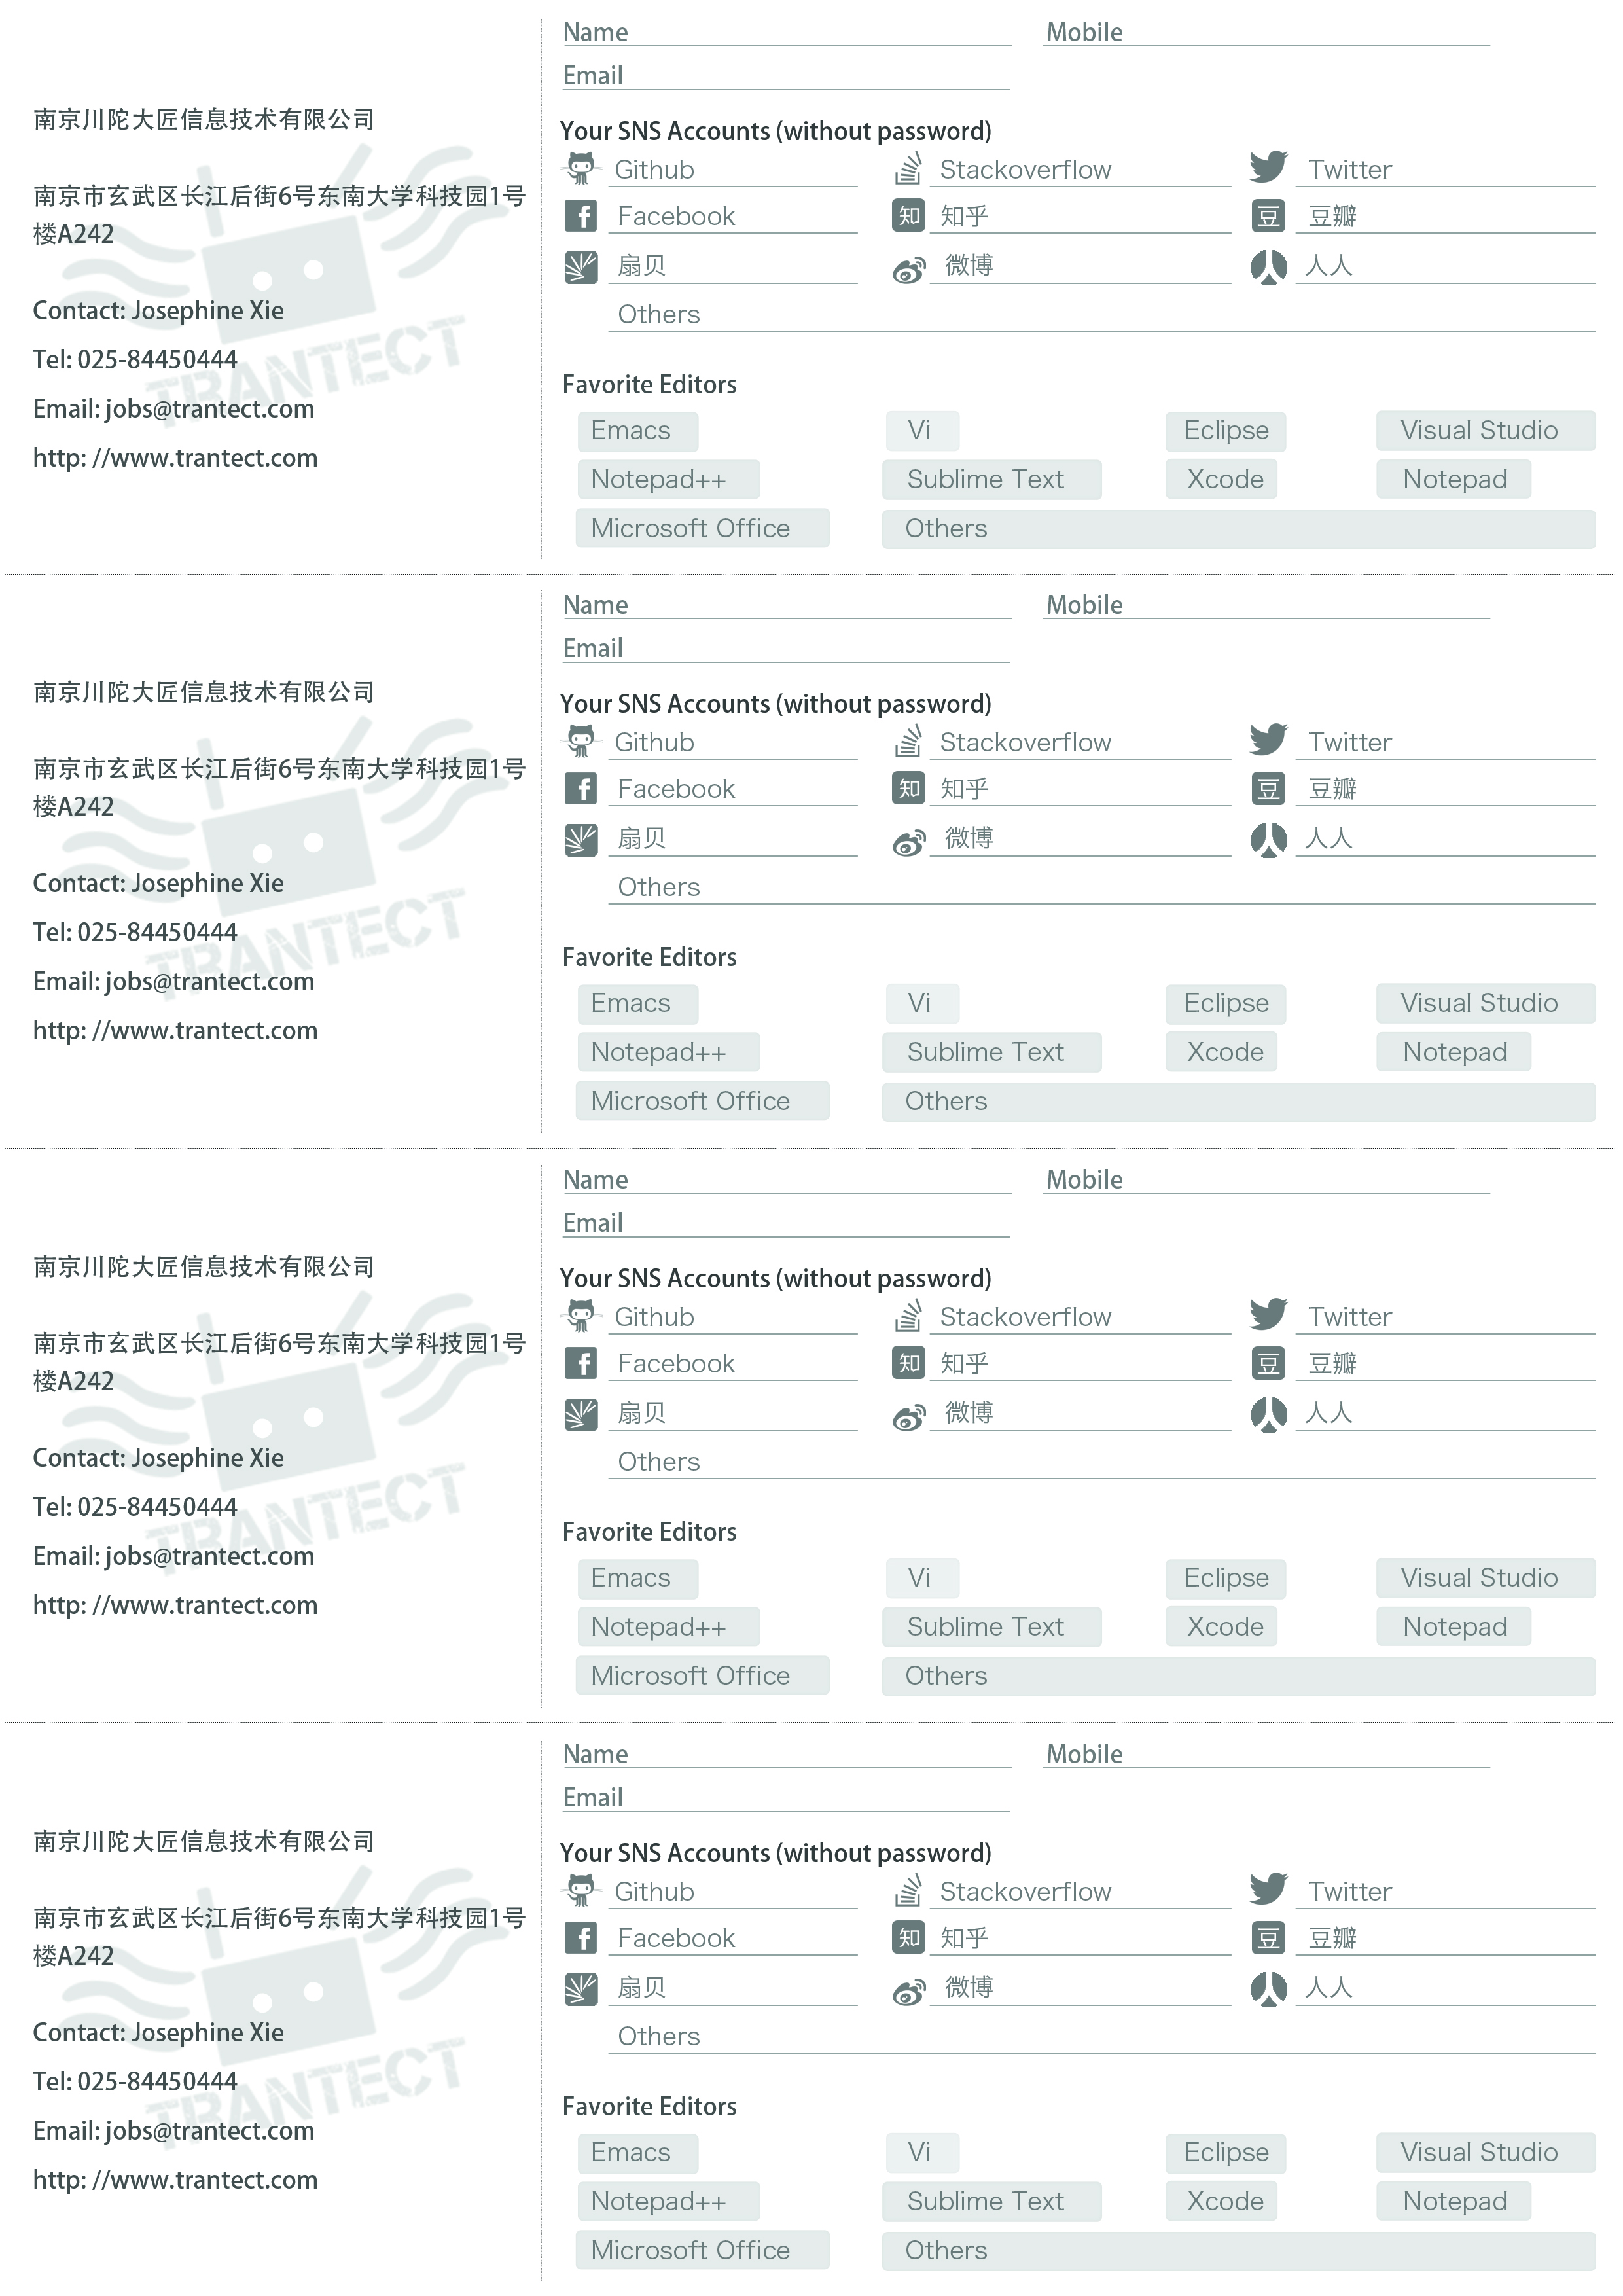 南京川陀大匠信息技术有限公司
南京市玄武区长江后街6号东南大学科技园1号
楼A242
Contact: Josephine Xie
Tel: 025-84450444
Email: jobs@trantect.com
http: //www.trantect.com
TRANTECT
Name Mobile
Email
Your SNS Accounts (without password)
Github Stackoverflow Twitter
f Facebook 知 知乎 豆 豆瓣
扇贝 微博 人人
Others
Favorite Editors
Emacs Vi Eclipse Visual Studio
Notepad++ Sublime Text Xcode Notepad
Microsoft Office Others
南京川陀大匠信息技术有限公司
南京市玄武区长江后街6号东南大学科技园1号
楼A242
Contact: Josephine Xie
Tel: 025-84450444
Email: jobs@trantect.com
http: //www.trantect.com
TRANTECT
Name Mobile
Email
Your SNS Accounts (without password)
Github Stackoverflow Twitter
f Facebook 知 知乎 豆 豆瓣
扇贝 微博 人人
Others
Favorite Editors
Emacs Vi Eclipse Visual Studio
Notepad++ Sublime Text Xcode Notepad
Microsoft Office Others
南京川陀大匠信息技术有限公司
南京市玄武区长江后街6号东南大学科技园1号
楼A242
Contact: Josephine Xie
Tel: 025-84450444
Email: jobs@trantect.com
http: //www.trantect.com
TRANTECT
Name Mobile
Email
Your SNS Accounts (without password)
Github Stackoverflow Twitter
f Facebook 知 知乎 豆 豆瓣
扇贝 微博 人人
Others
Favorite Editors
Emacs Vi Eclipse Visual Studio
Notepad++ Sublime Text Xcode Notepad
Microsoft Office Others
南京川陀大匠信息技术有限公司
南京市玄武区长江后街6号东南大学科技园1号
楼A242
Contact: Josephine Xie
Tel: 025-84450444
Email: jobs@trantect.com
http: //www.trantect.com
TRANTECT
Name Mobile
Email
Your SNS Accounts (without password)
Github Stackoverflow Twitter
f Facebook 知 知乎 豆 豆瓣
扇贝 微博 人人
Others
Favorite Editors
Emacs Vi Eclipse Visual Studio
Notepad++ Sublime Text Xcode Notepad
Microsoft Office Others